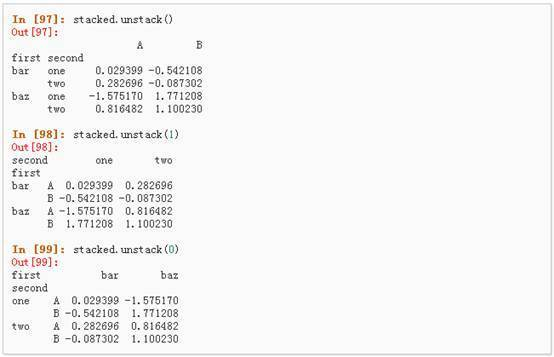 In [97]: stacked.unstack()
Out[97]:
                     A         B
first second
bar   one     0.029399 -0.542108
      two     0.282696 -0.087302
baz   one    -1.575170  1.771208
      two     0.816482  1.100230
In [98]: stacked.unstack(1)
Out[98]:
second        one       two
first
bar   A  0.029399  0.282696
      B -0.542108 -0.087302
baz   A -1.575170  0.816482
      B  1.771208  1.100230
In [99]: stacked.unstack(0)
Out[99]:
first          bar       baz
second
one    A  0.029399 -1.575170
       B -0.542108  1.771208
two    A  0.282696  0.816482
       B -0.087302  1.100230